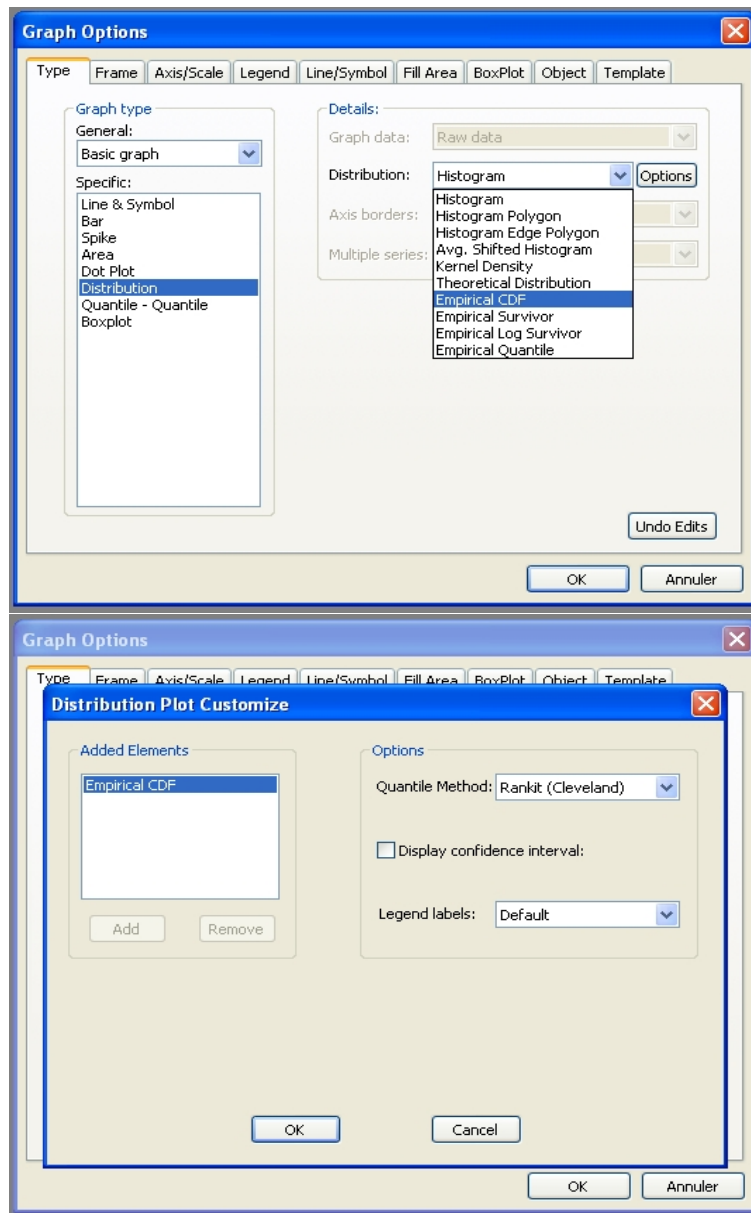 Graph Options
Type Frame Axis/Scale Legend Line/Symbol Fill Area BoxPlot Object Template
Graph type
General:
Basic graph
Specific:
Line & Symbol
Bar
Spike
Area
Dot Plot
Distribution
Quantile - Quantile
Boxplot
Details:
Graph data: Raw data
Distribution: Histogram Options
Axis borders:
Multiple series:
Histogram
Histogram Polygon
Histogram Edge Polygon
Avg. Shifted Histogram
Kernel Density
Theoretical Distribution
Empirical CDF
Empirical Survivor
Empirical Log Survivor
Empirical Quantile
Undo Edits
OK Annuler
Graph Options
Type Frame Axis/Scale Legend Line/Symbol Fill Area BoxPlot Object Template
Distribution Plot Customize
Added Elements
Empirical CDF
Add Remove
Options
Quantile Method: Rankit (Cleveland)
Display confidence interval:
Legend labels: Default
OK Cancel
OK Annuler